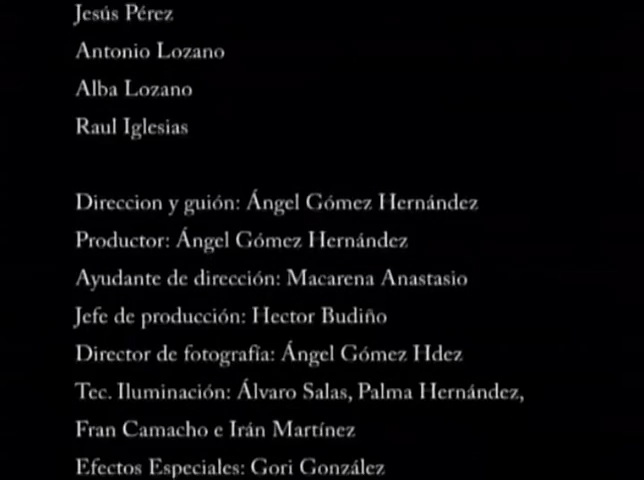 Jesús Pérez
Antonio Lozano
Alba Lozano
Raul Iglesias
Direccion y guión: Ángel Gómez Hernández
Productor: Ángel Gómez Hernández
Ayudante de dirección: Macarena Anastasio
Jefe de producción: Hector Budiño
Director de fotografía: Ángel Gómez Hdez
Tec. Iluminación: Álvaro Salas, Palma Hernández,
Fran Camacho e Irán Martínez
Efectos Especiales: Gori González